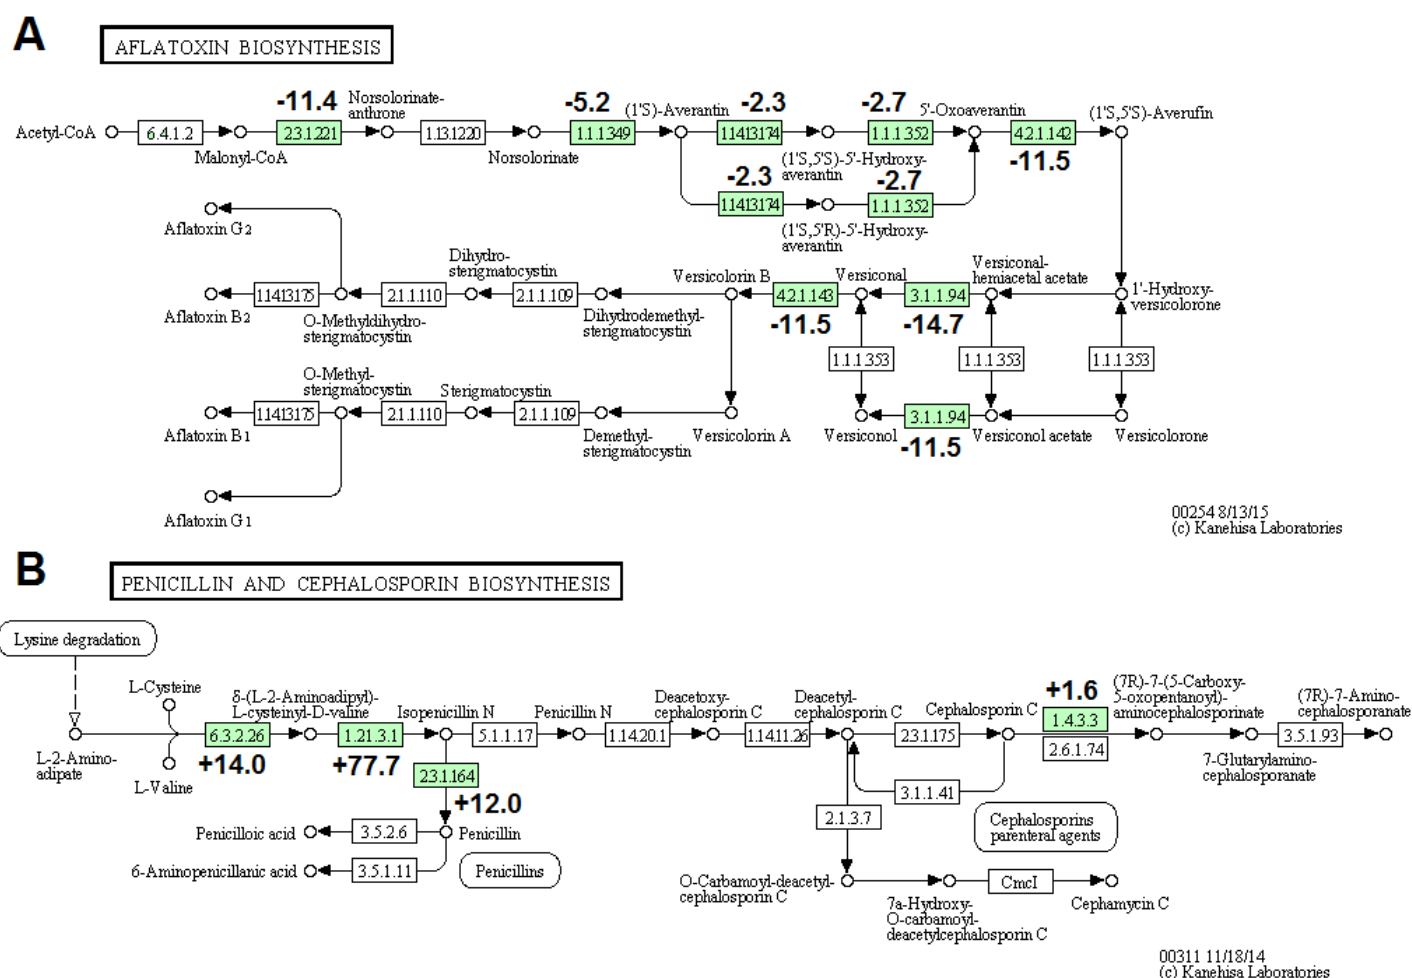 A
AFLATOXIN BIOSYNTHESIS
-11.4
Norsolorinate-
anthrone
-5.2
(1'S)-Averantin
-2.3
-2.7
5'-Oxoaverantin
(1'S,5'S)-Averufin
Acetyl-CoA
6.4.1.2
2.3.1.221
1.13.12.20
1.1.1.349
1.14.13.174
1.1.1.352
4.2.1.142
Malonyl-CoA
Norsolorinate
(1'S,5'S)-5'-Hydroxy-
averantin
-11.5
-2.3
-2.7
1.14.13.174
1.1.1.352
(1'S,5'R)-5'-Hydroxy-
averantin
Aflatoxin G2
Dihydro-
sterigmatocystin
Versicolorin B
Versiconal
Versiconal-
hemiacetal acetate
1.14.13.175
2.1.1.110
2.1.1.109
4.2.1.143
3.1.1.94
1'-Hydroxy-
versicolorone
Aflatoxin B2
O-Methyldihydro-
sterigmatocystin
Dihydrodemethyl-
sterigmatocystin
-11.5
-14.7
1.1.1.353
1.1.1.353
1.1.1.353
O-Methyl-
sterigmatocystin
Sterigmatocystin
1.14.13.175
2.1.1.110
2.1.1.109
3.1.1.94
Aflatoxin B1
Demethyl-
sterigmatocystin
Versicolorin A
Versiconol
Versiconol acetate
Versicolorone
-11.5
Aflatoxin G1
00254 8/13/15
(c) Kanehisa Laboratories
B
PENICILLIN AND CEPHALOSPORIN BIOSYNTHESIS
Lysine degradation
L-Cysteine
δ-(L-2-Aminoadipyl)-
L-cysteinyl-D-valine
Isopenicillin N
Penicillin N
Deacetoxy-
cephalosporin C
Deacetyl-
cephalosporin C
Cephalosporin C
+1.6
(7R)-7-(5-Carboxy-
5-oxopentanoyl)-
aminocephalosporinate
(7R)-7-Amino-
cephalosporanate
6.3.2.26
1.21.3.1
5.1.1.17
1.14.20.1
1.14.11.26
2.3.1.175
1.4.3.3
2.6.1.74
3.5.1.93
L-2-Amino-
adipate
L-Valine
+14.0
+77.7
2.3.1.164
+12.0
3.1.1.41
7-Glutarylamino-
cephalosporanate
2.1.3.7
Cephalosporins
parenteral agents
Penicilloic acid
3.5.2.6
Penicillin
6-Aminopenicillanic acid
3.5.1.11
Penicillins
O-Carbamoyl-deacetyl-
cephalosporin C
CmcI
7a-Hydroxy-
O-carbamoyl-
deacetylcephalosporin C
Cephamycin C
00311 11/18/14
(c) Kanehisa Laboratories